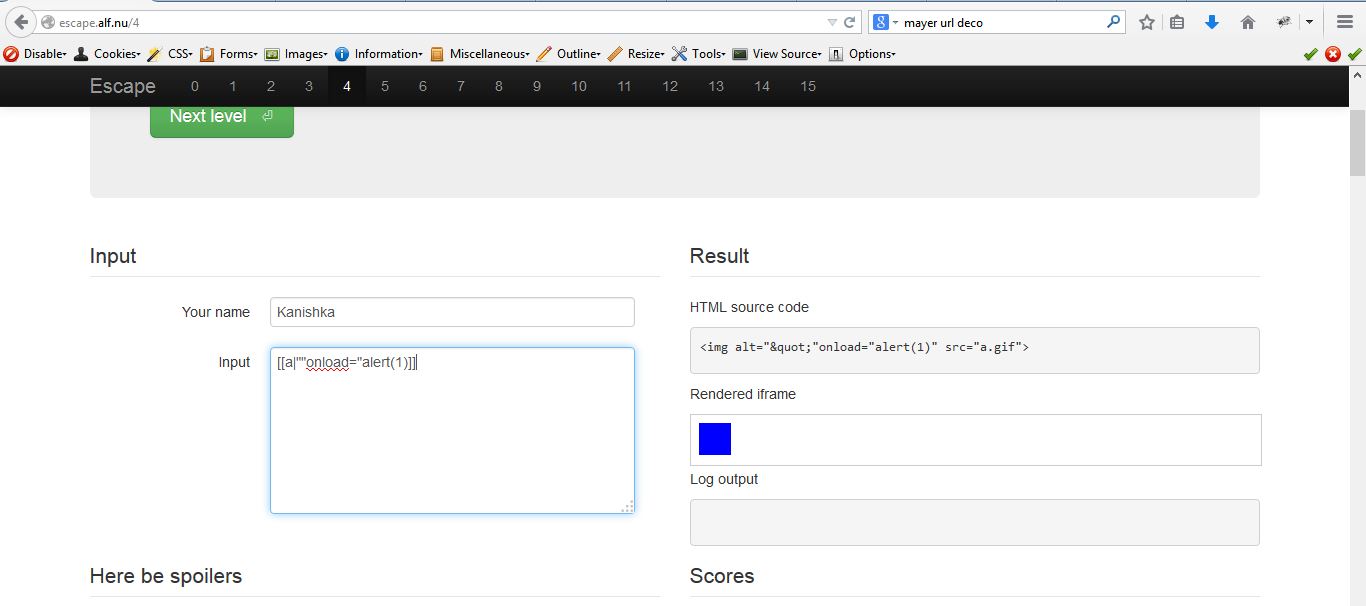 escape.alf.nu/4
8 mayer url deco
Disable Cookies CSS Forms Images Information Miscellaneous Outline Resize Tools View Source Options
Escape 0 1 2 3 4 5 6 7 8 9 10 11 12 13 14 15
Next level
Input
Result
Your name Kanishka
HTML source code
Input [[a|""onload="alert(1)]]
<img alt="&quot;"onload="alert(1)" src="a.gif">
Rendered iframe
Log output
Here be spoilers
Scores